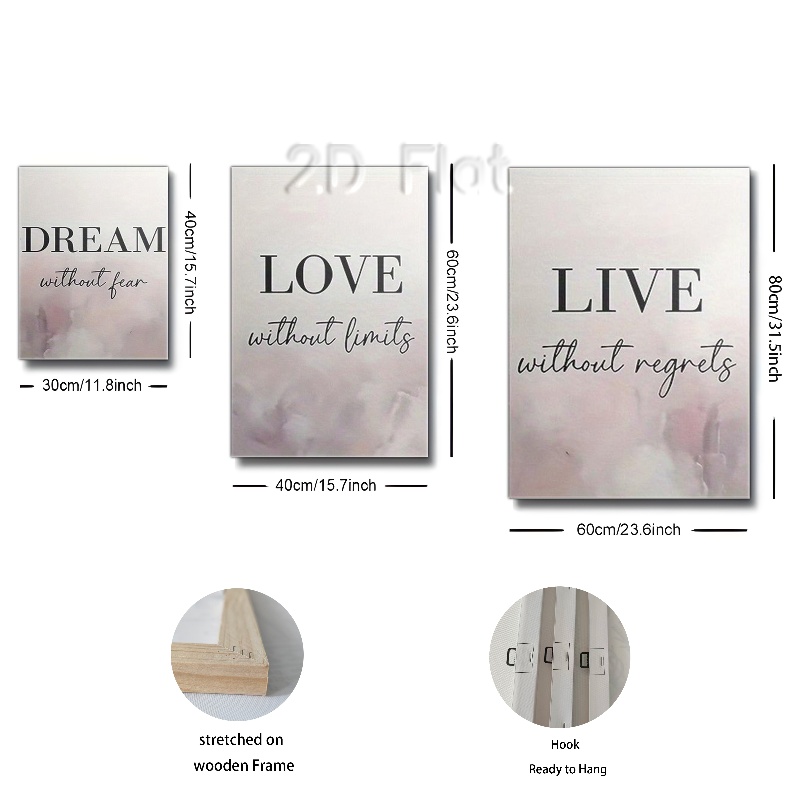 2D Flat
DREAM
without fear
40cm/15.7inch
30cm/11.8inch
LOVE
without limits
60cm/23.6inch
40cm/15.7inch
LIVE
without regrets
80cm/31.5inch
60cm/23.6inch
stretched on
wooden Frame
Hook
Ready to Hang